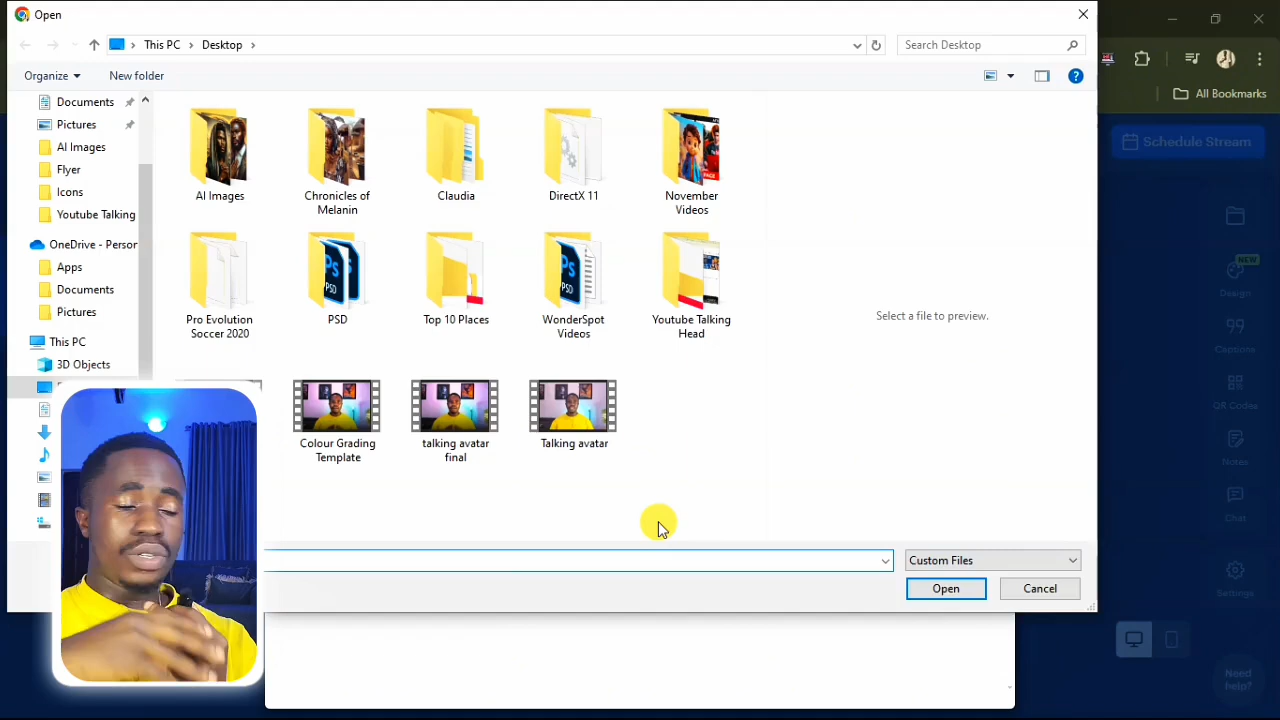 Open
This PC
Desktop
Search Desktop
Organize
New folder
All Bookmarks
Documents
Pictures
AI Images
Flyer
Icons
Youtube Talking
OneDrive - Person
Apps
Documents
Pictures
This PC
3D Objects
AI Images
Chronicles of
Melanin
Claudia
DirectX 11
November
Videos
Pro Evolution
Soccer 2020
PSD
Top 10 Places
WonderSpot
Videos
Youtube Talking
Head
Colour Grading
Template
talking avatar
final
Talking avatar
Select a file to preview.
Custom Files
Open
Cancel
Schedule Stream
NEW
Design
Captions
QR Codes
Notes
Chat
Settings
Need
help?